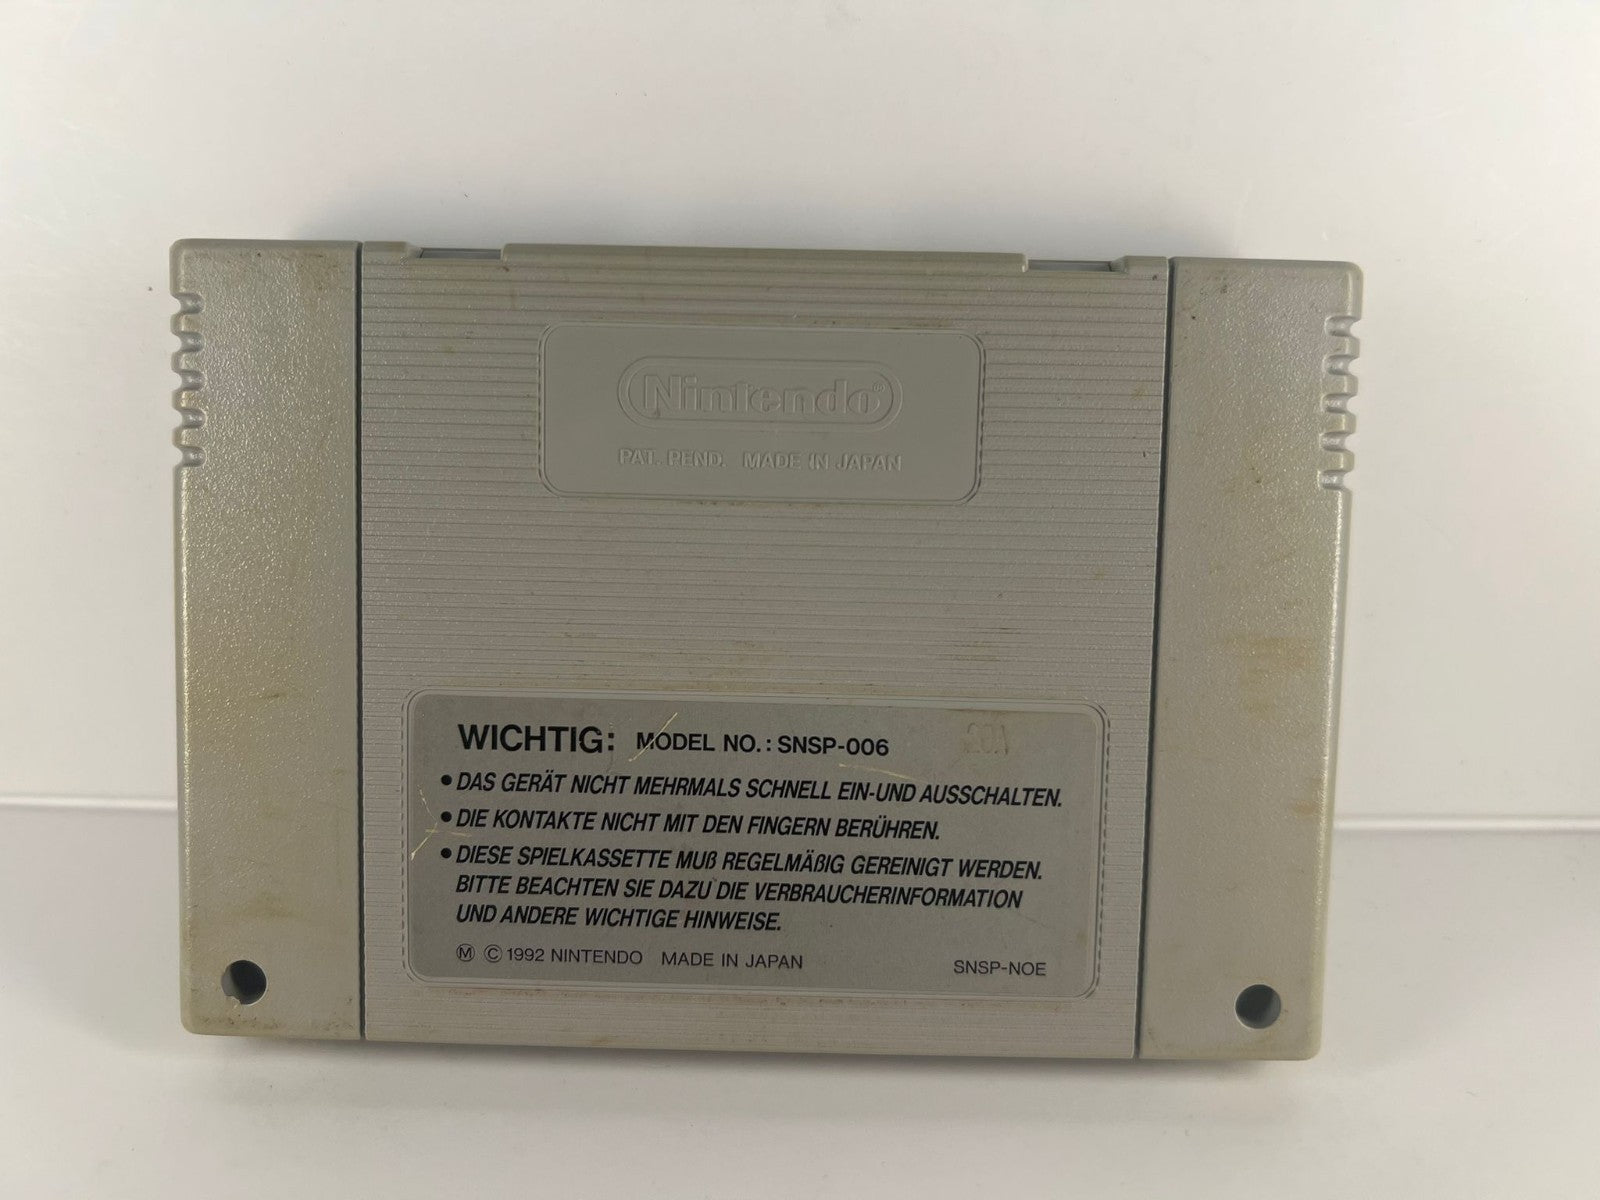 Nintendo®
PAT. PEND. MADE IN JAPAN
WICHTIG: MODEL NO.: SNSP-006
• DAS GERÄT NICHT MEHRMALS SCHNELL EIN-UND AUSSCHALTEN.
• DIE KONTAKTE NICHT MIT DEN FINGERN BERÜHREN.
• DIESE SPIELKASSETTE MUß REGELMÄßIG GEREINIGT WERDEN.
BITTE BEACHTEN SIE DAZU DIE VERBRAUCHERINFORMATION
UND ANDERE WICHTIGE HINWEISE.
Ⓜ © 1992 NINTENDO MADE IN JAPAN SNSP-NOE